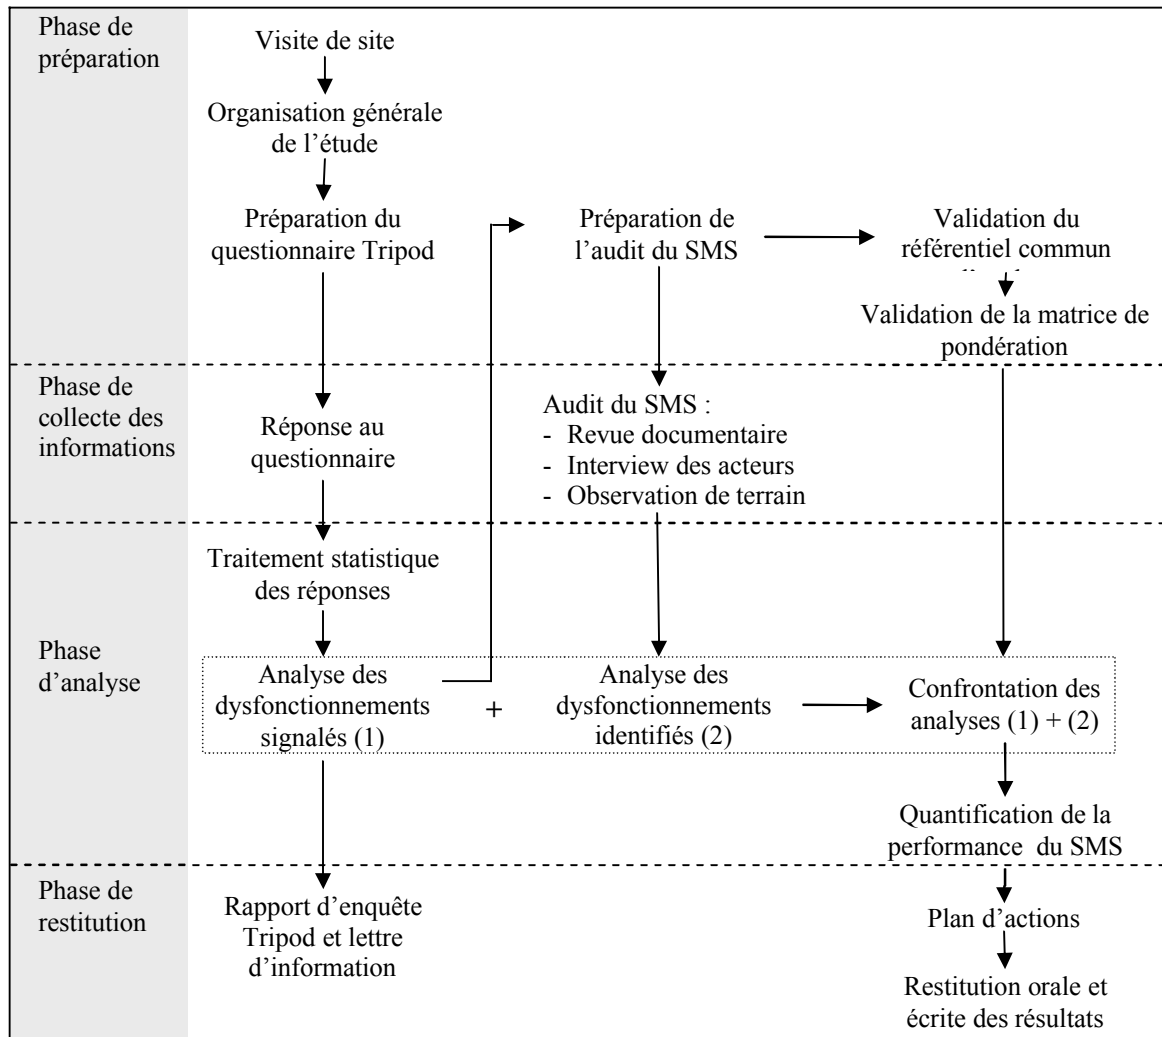 Phase de
préparation
Visite de site
Organisation générale
de l’étude
Préparation du
questionnaire Tripod
Préparation de
l’audit du SMS
Validation du
référentiel commun
Validation de la matrice de
pondération
Phase de
collecte des
informations
Réponse au
questionnaire
Audit du SMS :
- Revue documentaire
- Interview des acteurs
- Observation de terrain
Phase
d’analyse
Traitement statistique
des réponses
Analyse des
dysfonctionnements
signalés (1)
+
Analyse des
dysfonctionnements
identifiés (2)
Confrontation des
analyses (1) + (2)
Quantification de la
performance du SMS
Phase de
restitution
Rapport d’enquête
Tripod et lettre
d’information
Plan d’actions
Restitution orale et
écrite des résultats